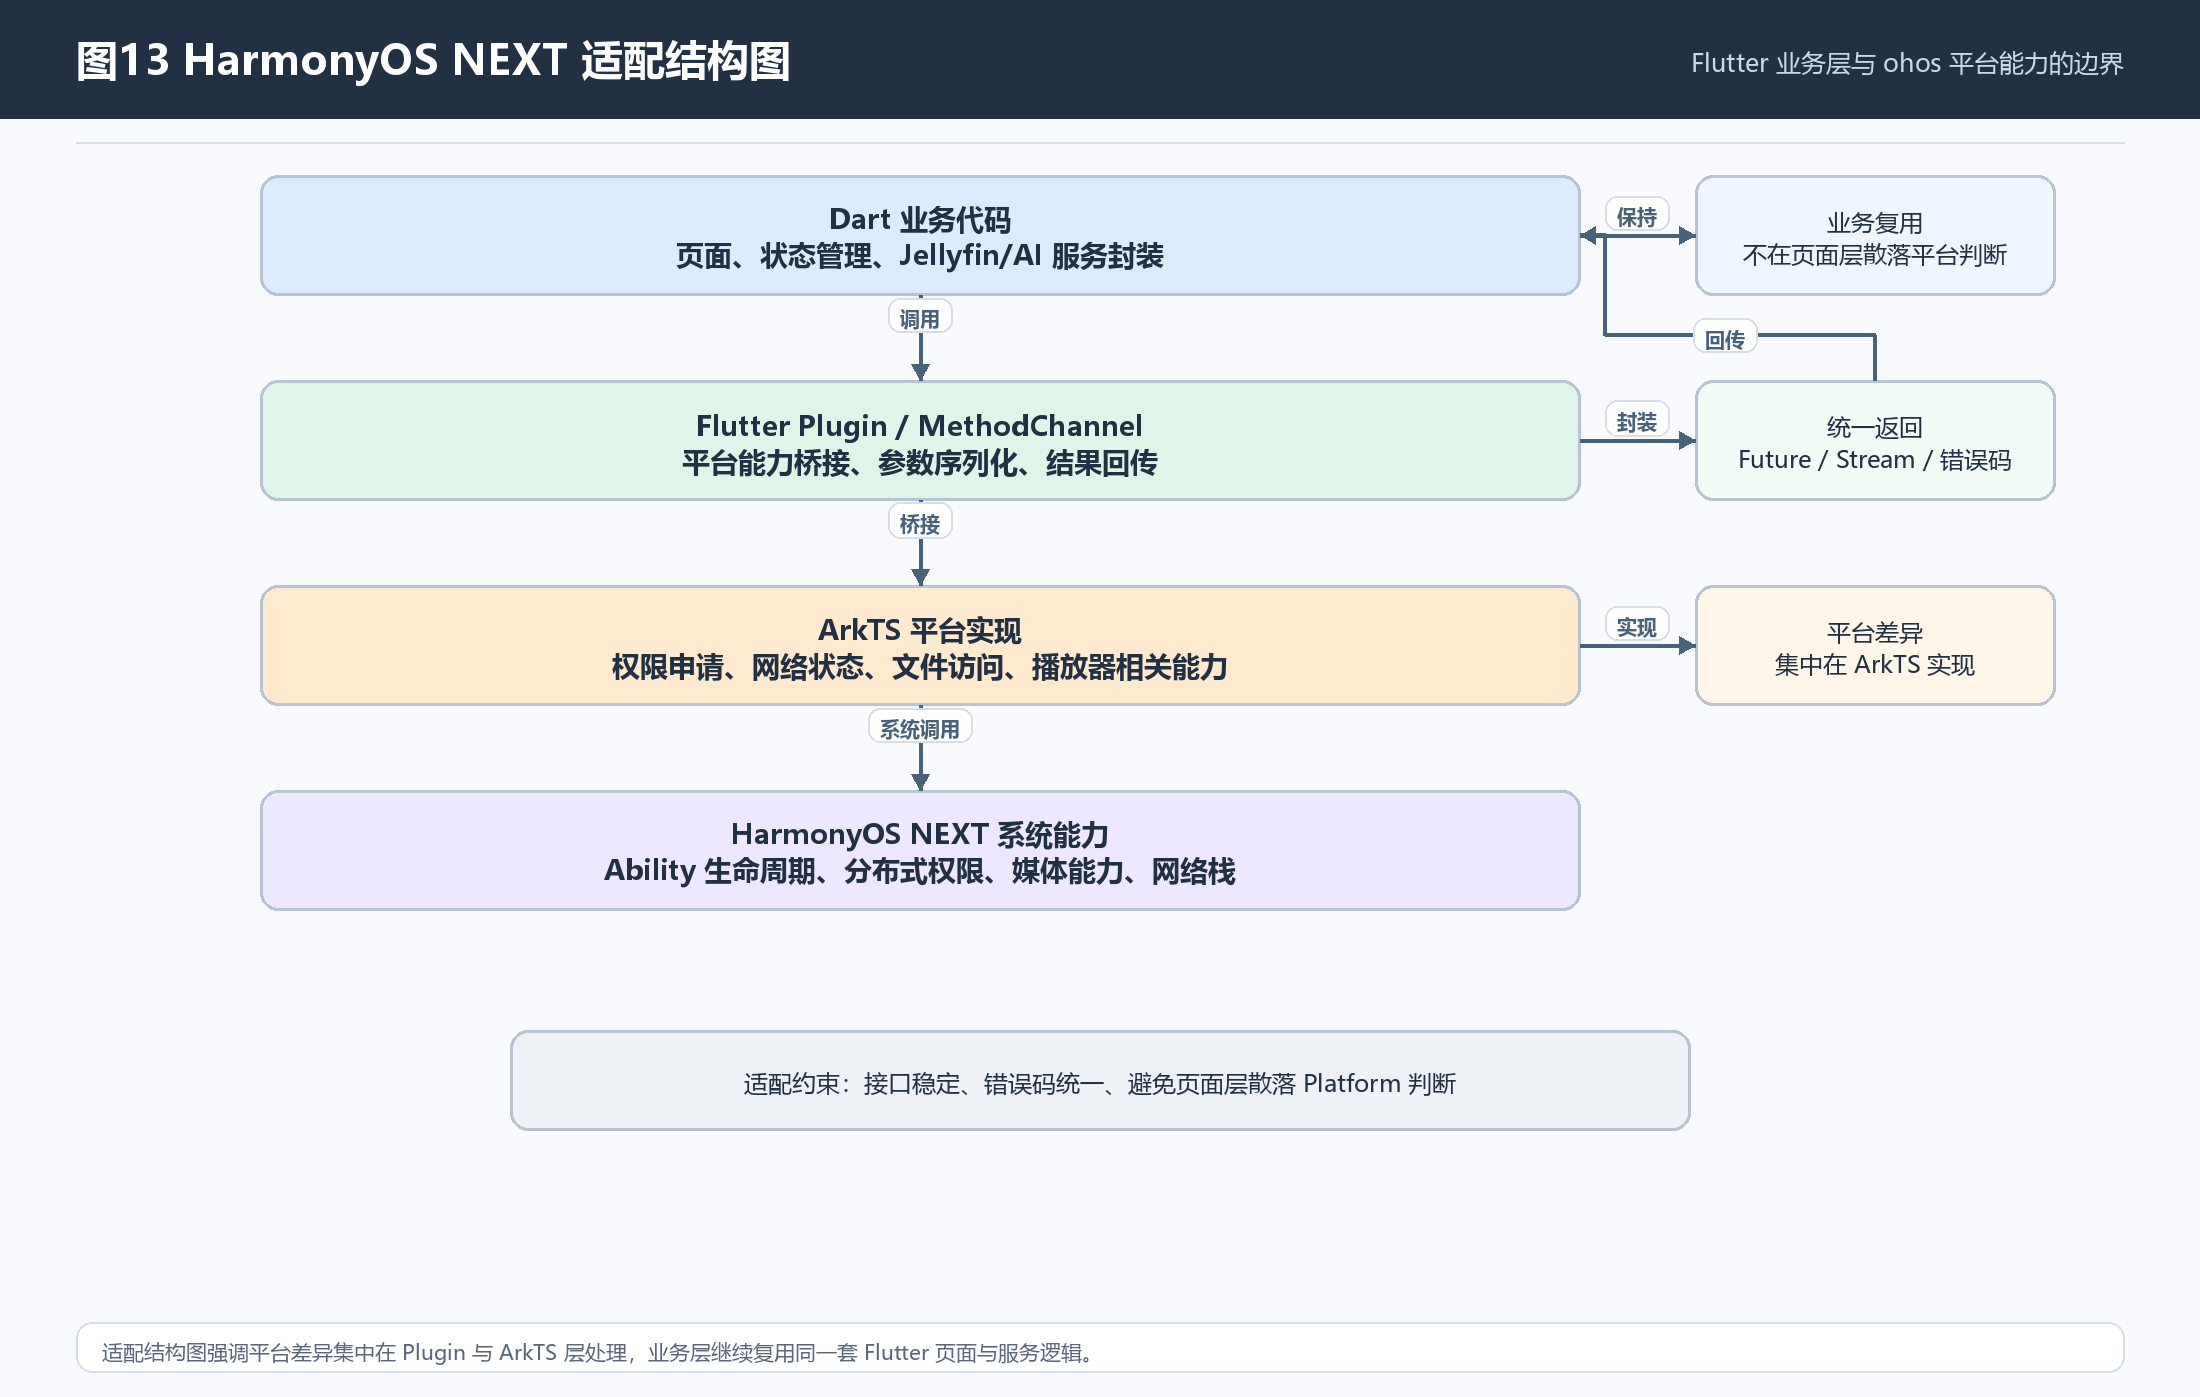 图13 HarmonyOS NEXT 适配结构图
Flutter 业务层与 ohos 平台能力的边界
Dart 业务代码
页面、状态管理、Jellyfin/AI 服务封装
保持
业务复用
不在页面层散落平台判断
调用
回传
Flutter Plugin / MethodChannel
平台能力桥接、参数序列化、结果回传
封装
统一返回
Future / Stream / 错误码
桥接
ArkTS 平台实现
权限申请、网络状态、文件访问、播放器相关能力
实现
平台差异
集中在 ArkTS 实现
系统调用
HarmonyOS NEXT 系统能力
Ability 生命周期、分布式权限、媒体能力、网络栈
适配约束：接口稳定、错误码统一、避免页面层散落 Platform 判断
适配结构图强调平台差异集中在 Plugin 与 ArkTS 层处理，业务层继续复用同一套 Flutter 页面与服务逻辑。